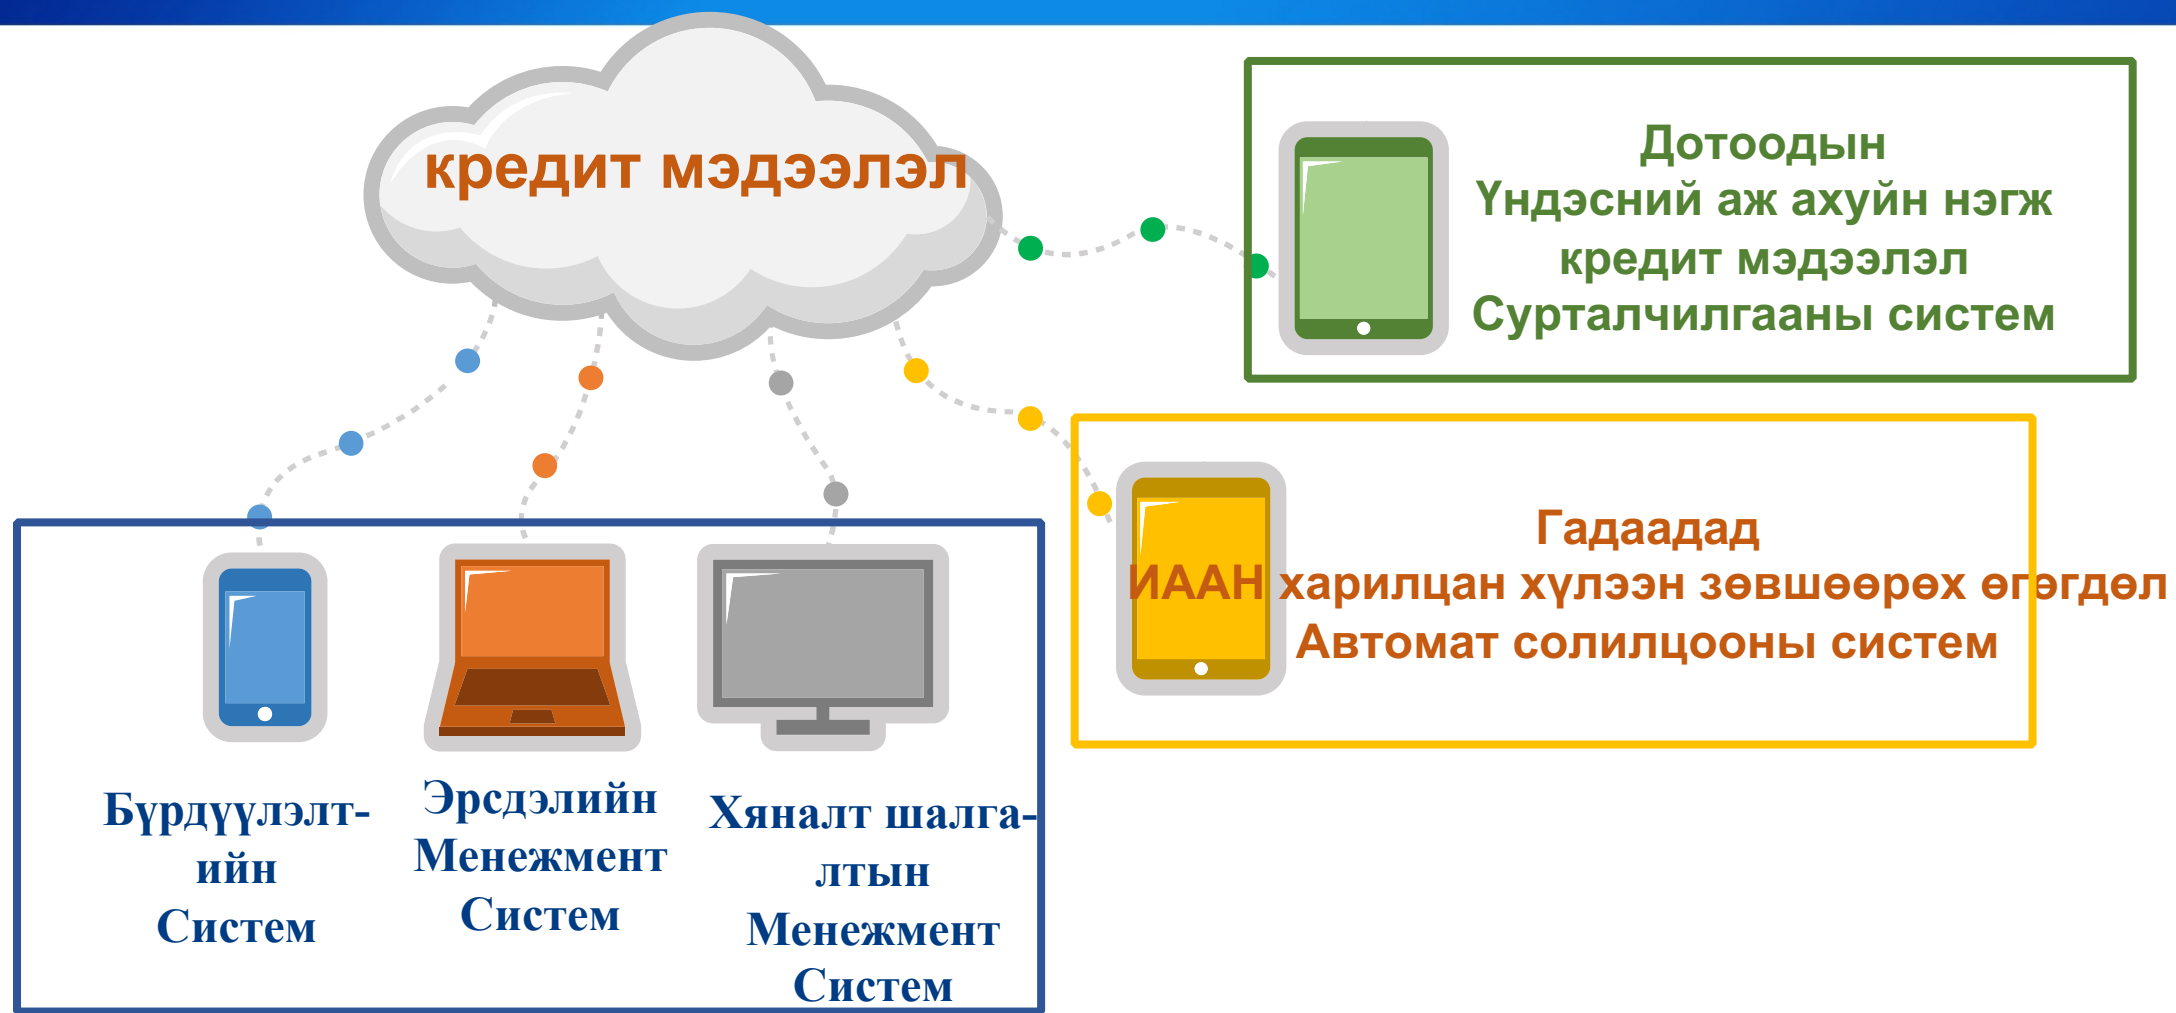 кредит мэдээлэл
Дотоодын
Үндэсний аж ахуйн нэгж
кредит мэдээлэл
Сурталчилгааны систем
Гадаадад
ИААН харилцан хүлээн зөвшөөрөх өгөгдөл
Автомат солилцооны систем
Бүрдүүлэлт-
ийн
Систем
Эрсдэлийн
Менежмент
Систем
Хяналт шалга-
лтын
Менежмент
Систем